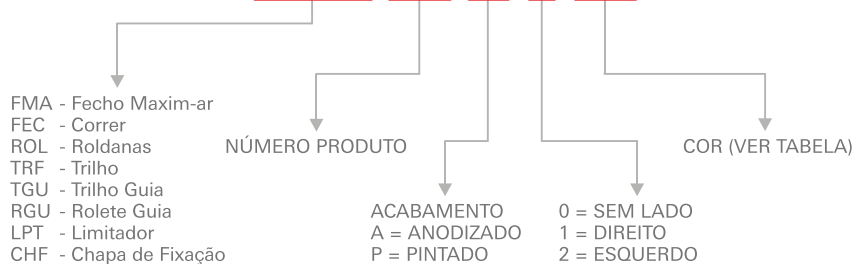 FMA - Fecho Maxim-ar
FEC - Correr
ROL - Roldanas
TRF - Trilho
TGU - Trilho Guia
RGU - Rolete Guia
LPT - Limitador
CHF - Chapa de Fixação
NÚMERO PRODUTO
ACABAMENTO
A = ANODIZADO
P = PINTADO
0 = SEM LADO
1 = DIREITO
2 = ESQUERDO
COR (VER TABELA)